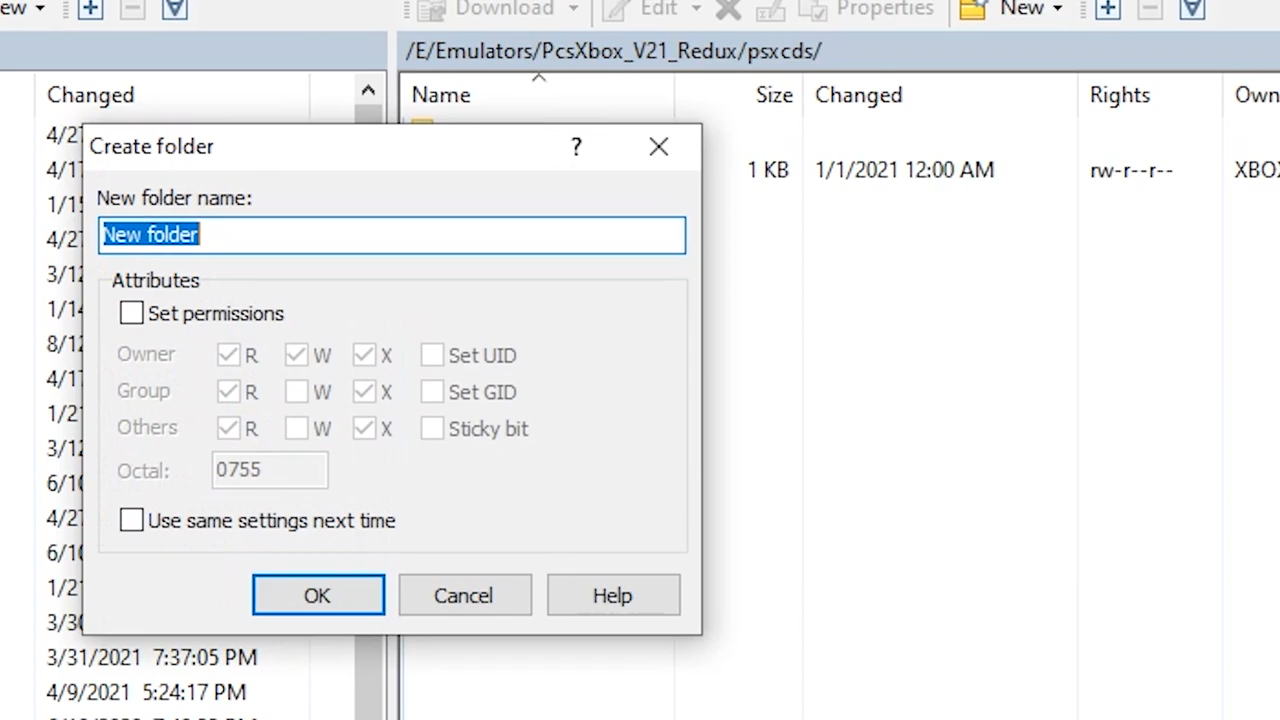 Download Edit Properties New
/E/Emulators/PcsXbox_V21_Redux/psxcds/
Changed
Name Size Changed Rights
1 KB 1/1/2021 12:00 AM rw-r--r--
Create folder ?
New folder name:
New folder
Attributes
Set permissions
Owner R W X Set UID
Group R W X Set GID
Others R W X Sticky bit
Octal: 0755
Use same settings next time
OK Cancel Help
3/31/2021 7:37:05 PM
4/9/2021 5:24:17 PM